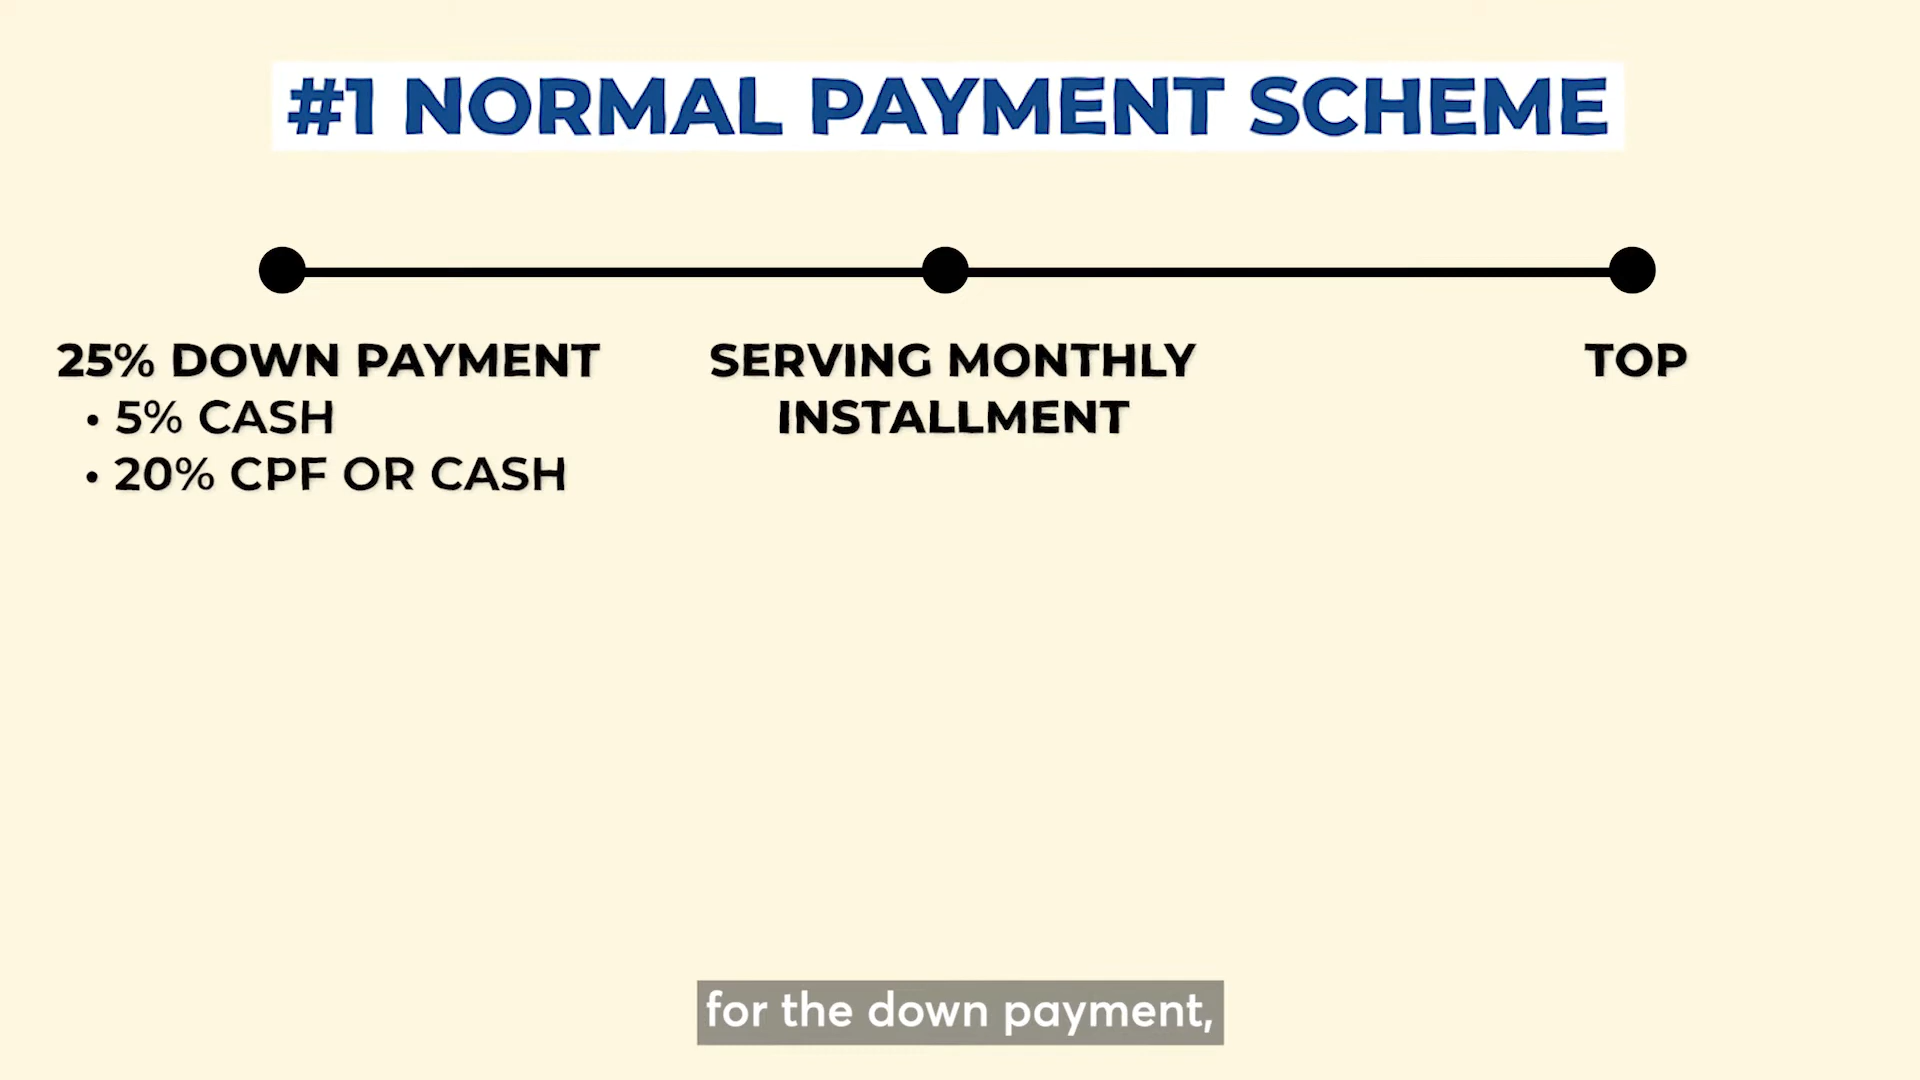 #1 NORMAL PAYMENT SCHEME
25% DOWN PAYMENT
• 5% CASH
• 20% CPF OR CASH
SERVING MONTHLY
INSTALLMENT
TOP
for the down payment,